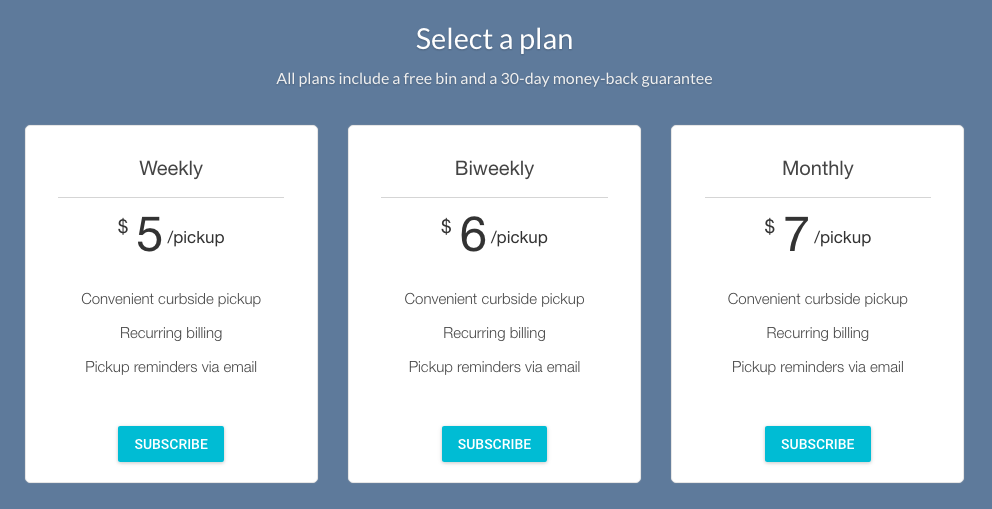 Select a plan
All plans include a free bin and a 30-day money-back guarantee
Weekly
$ 5 /pickup
Convenient curbside pickup
Recurring billing
Pickup reminders via email
SUBSCRIBE
Biweekly
$ 6 /pickup
Convenient curbside pickup
Recurring billing
Pickup reminders via email
SUBSCRIBE
Monthly
$ 7 /pickup
Convenient curbside pickup
Recurring billing
Pickup reminders via email
SUBSCRIBE